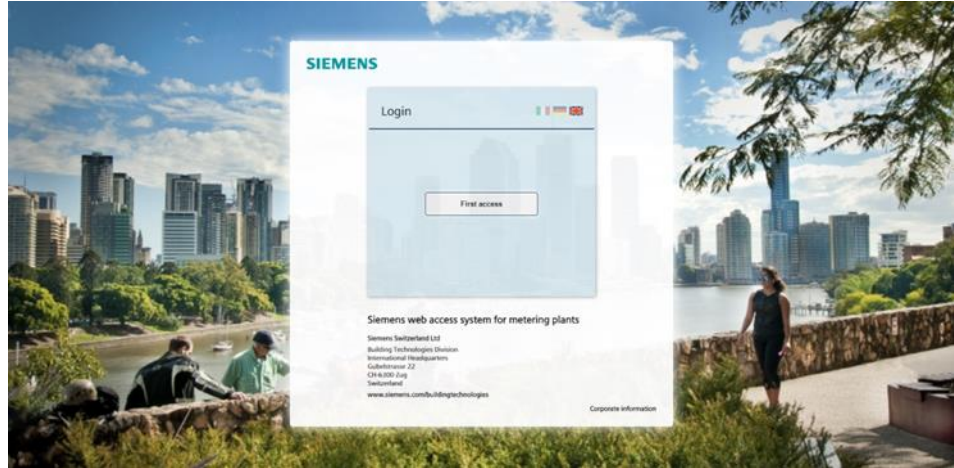 SIEMENS
Login
First access
Siemens web access system for metering plants
Siemens Switzerland Ltd
Building Technologies Division
International Headquarters
Gubelstrasse 22
CH-6300 Zug
Switzerland
www.siemens.com/buildingtechnologies
Corporate information